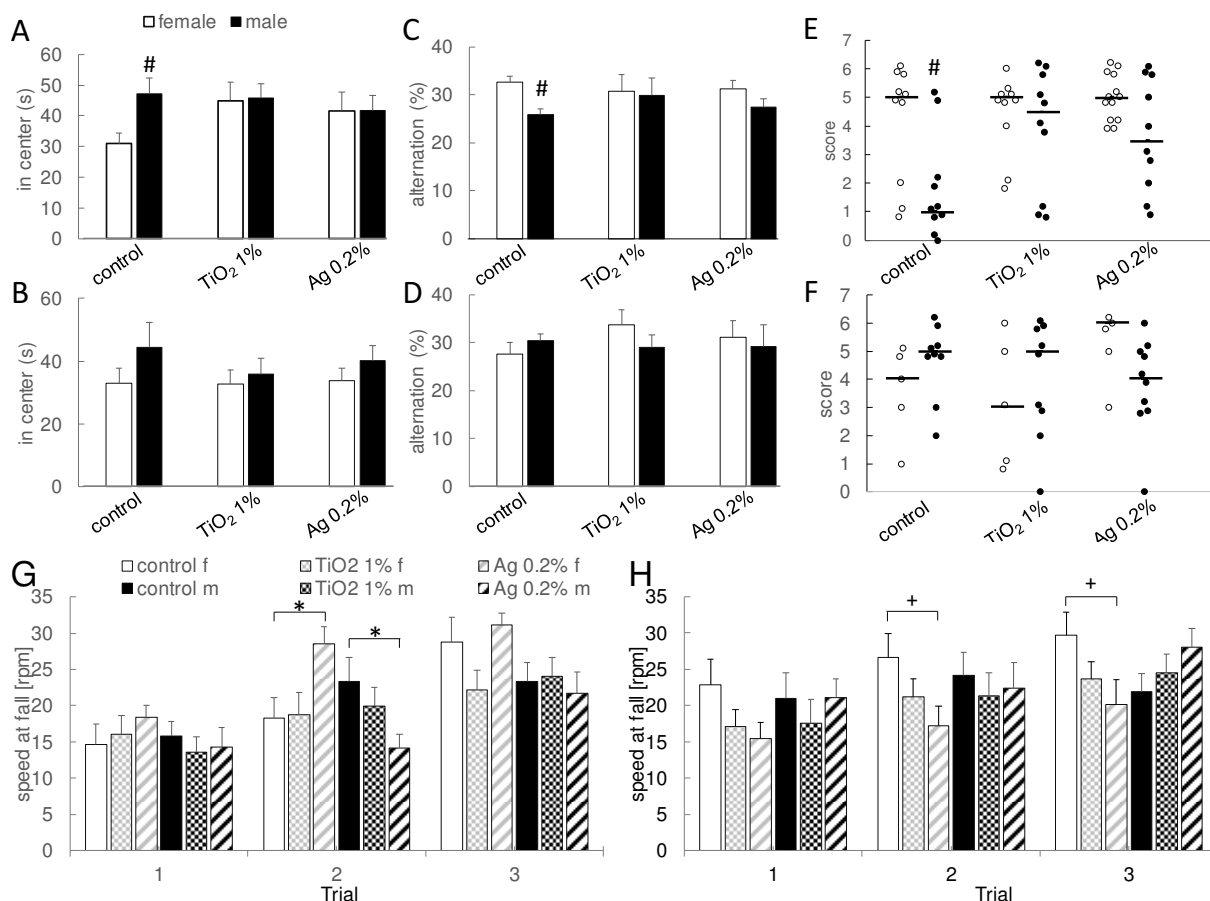 A
female male
in center (s)
60
50
40
30
20
10
0
#
control TiO2 1% Ag 0.2%
C
alternation (%)
40
30
20
10
0
#
control TiO2 1% Ag 0.2%
E
score
7
6
5
4
3
2
1
0
#
control TiO2 1% Ag 0.2%
B
in center (s)
60
40
20
0
control TiO2 1% Ag 0.2%
D
alternation (%)
40
30
20
10
0
control TiO2 1% Ag 0.2%
F
score
7
6
5
4
3
2
1
0
control TiO2 1% Ag 0.2%
G
control f TiO2 1% f Ag 0.2% f
control m TiO2 1% m Ag 0.2% m
speed at fall [rpm]
35
30
25
20
15
10
5
0
* *
1 2 3
Trial
H
speed at fall [rpm]
35
30
25
20
15
10
5
0
+ +
1 2 3
Trial